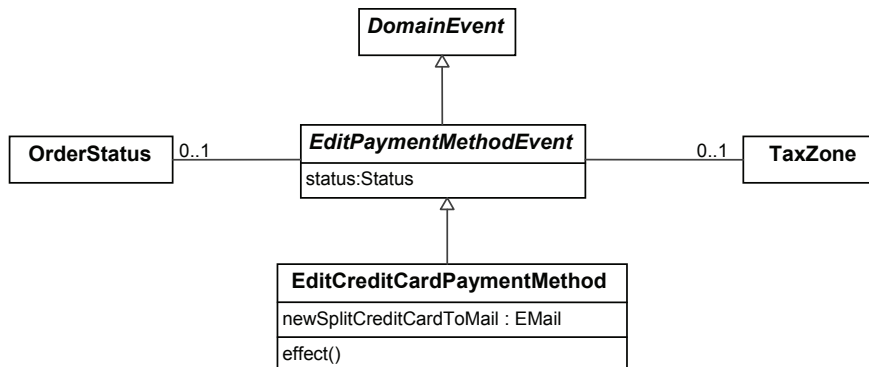 DomainEvent
OrderStatus
0..1
EditPaymentMethodEvent
status:Status
0..1
TaxZone
EditCreditCardPaymentMethod
newSplitCreditCardToMail : EMail
effect()